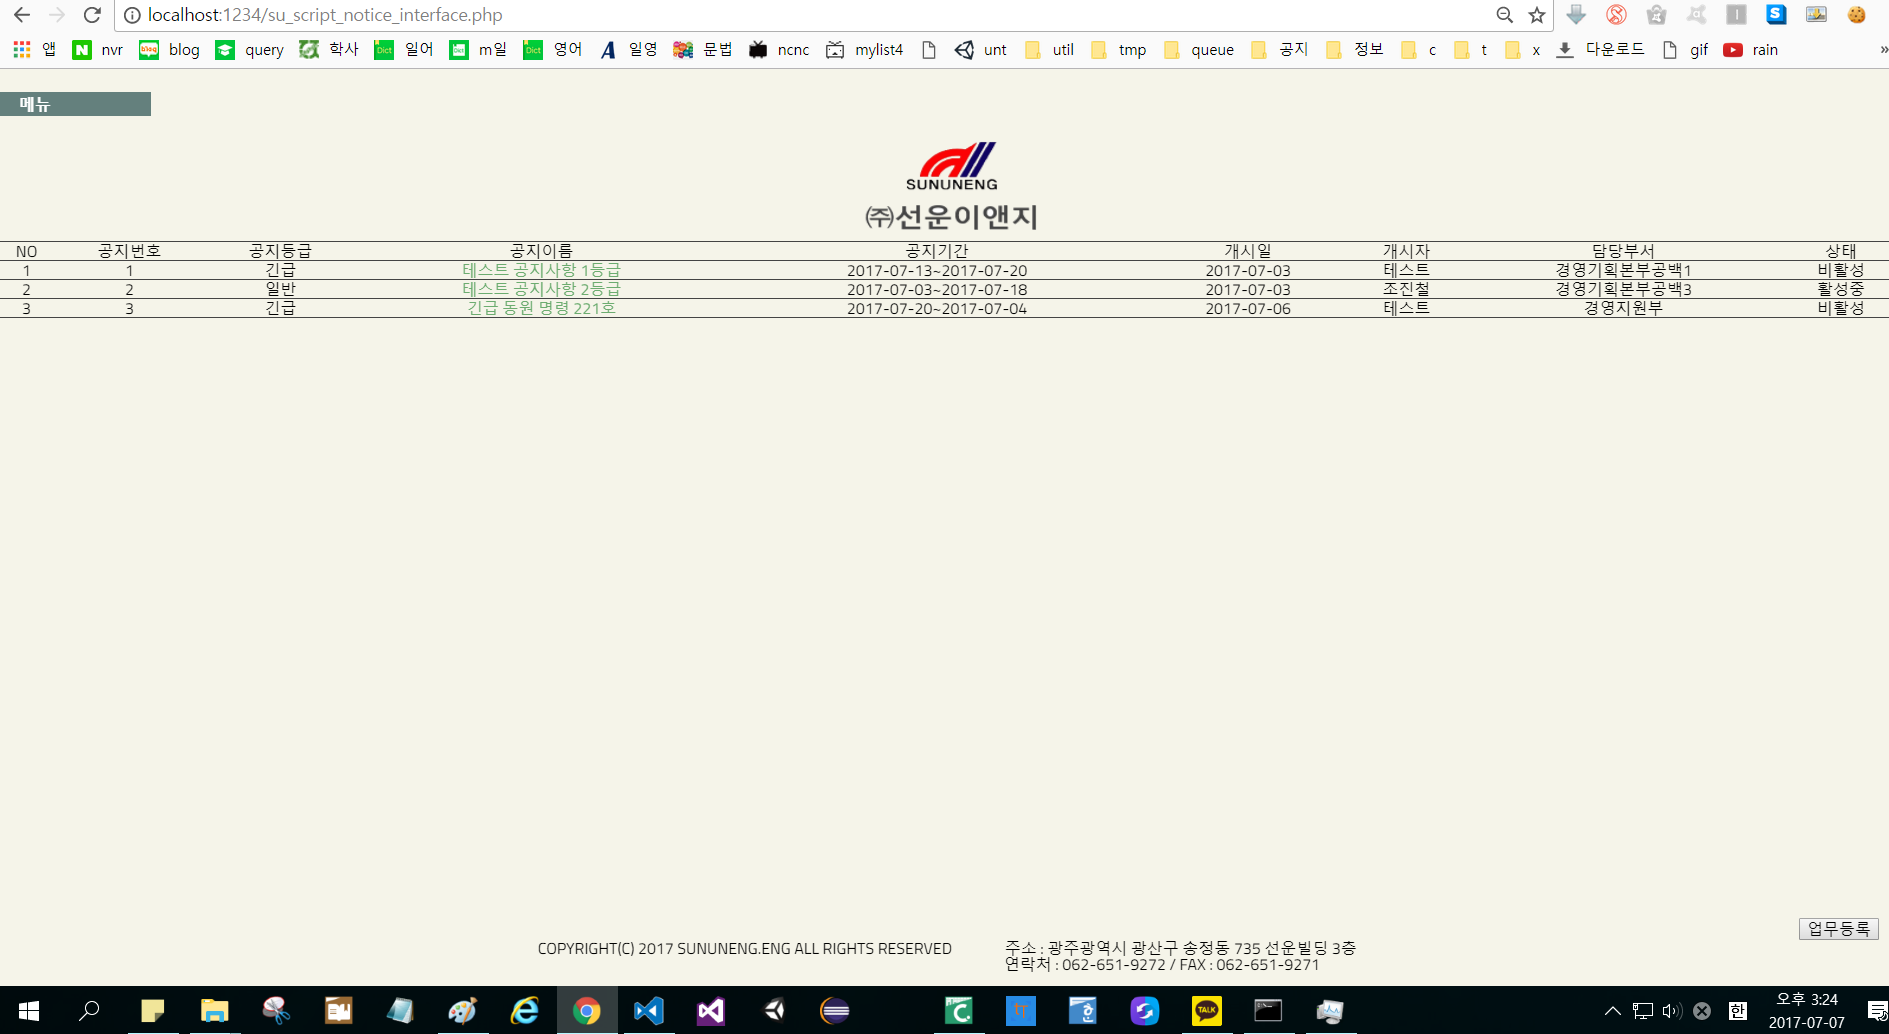 localhost:1234/su_script_notice_interface.php
앱 nvr blog query 학사 일어 m일 영어 일영 문법 ncnc mylist4 unt util tmp queue 공지 정보 c t x 다운로드 gif rain »
메뉴
SUNUNENG
㈜선운이앤지
NO 공지번호 공지등급 공지이름 공지기간 개시일 개시자 담당부서 상태
1 1 긴급 테스트 공지사항 1등급 2017-07-13~2017-07-20 2017-07-03 테스트 경영기획본부공백1 비활성
2 2 일반 테스트 공지사항 2등급 2017-07-03~2017-07-18 2017-07-03 조진철 경영기획본부공백3 활성중
3 3 긴급 긴급 동원 명령 221호 2017-07-20~2017-07-04 2017-07-06 테스트 경영지원부 비활성
업무등록
COPYRIGHT(C) 2017 SUNUNENG.ENG ALL RIGHTS RESERVED
주소 : 광주광역시 광산구 송정동 735 선운빌딩 3층
연락처 : 062-651-9272 / FAX : 062-651-9271
한
오후 3:24
2017-07-07